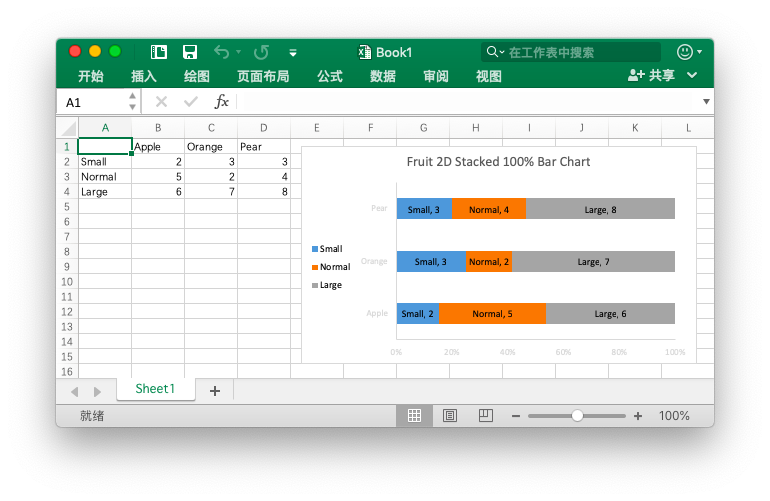 Book1
在工作表中搜索
开始 插入 绘图 页面布局 公式 数据 审阅 视图 共享
A1 fx
A B C D E F G H I J K L
1 Apple Orange Pear
2 Small 2 3 3
3 Normal 5 2 4
4 Large 6 7 8
5
6
7
8
9
10
11
12
13
14
15
16
Fruit 2D Stacked 100% Bar Chart
Pear Small, 3 Normal, 4 Large, 8
Small
Normal
Large
Orange Small, 3 Normal, 2 Large, 7
Apple Small, 2 Normal, 5 Large, 6
0% 20% 40% 60% 80% 100%
Sheet1 +
就绪 100%